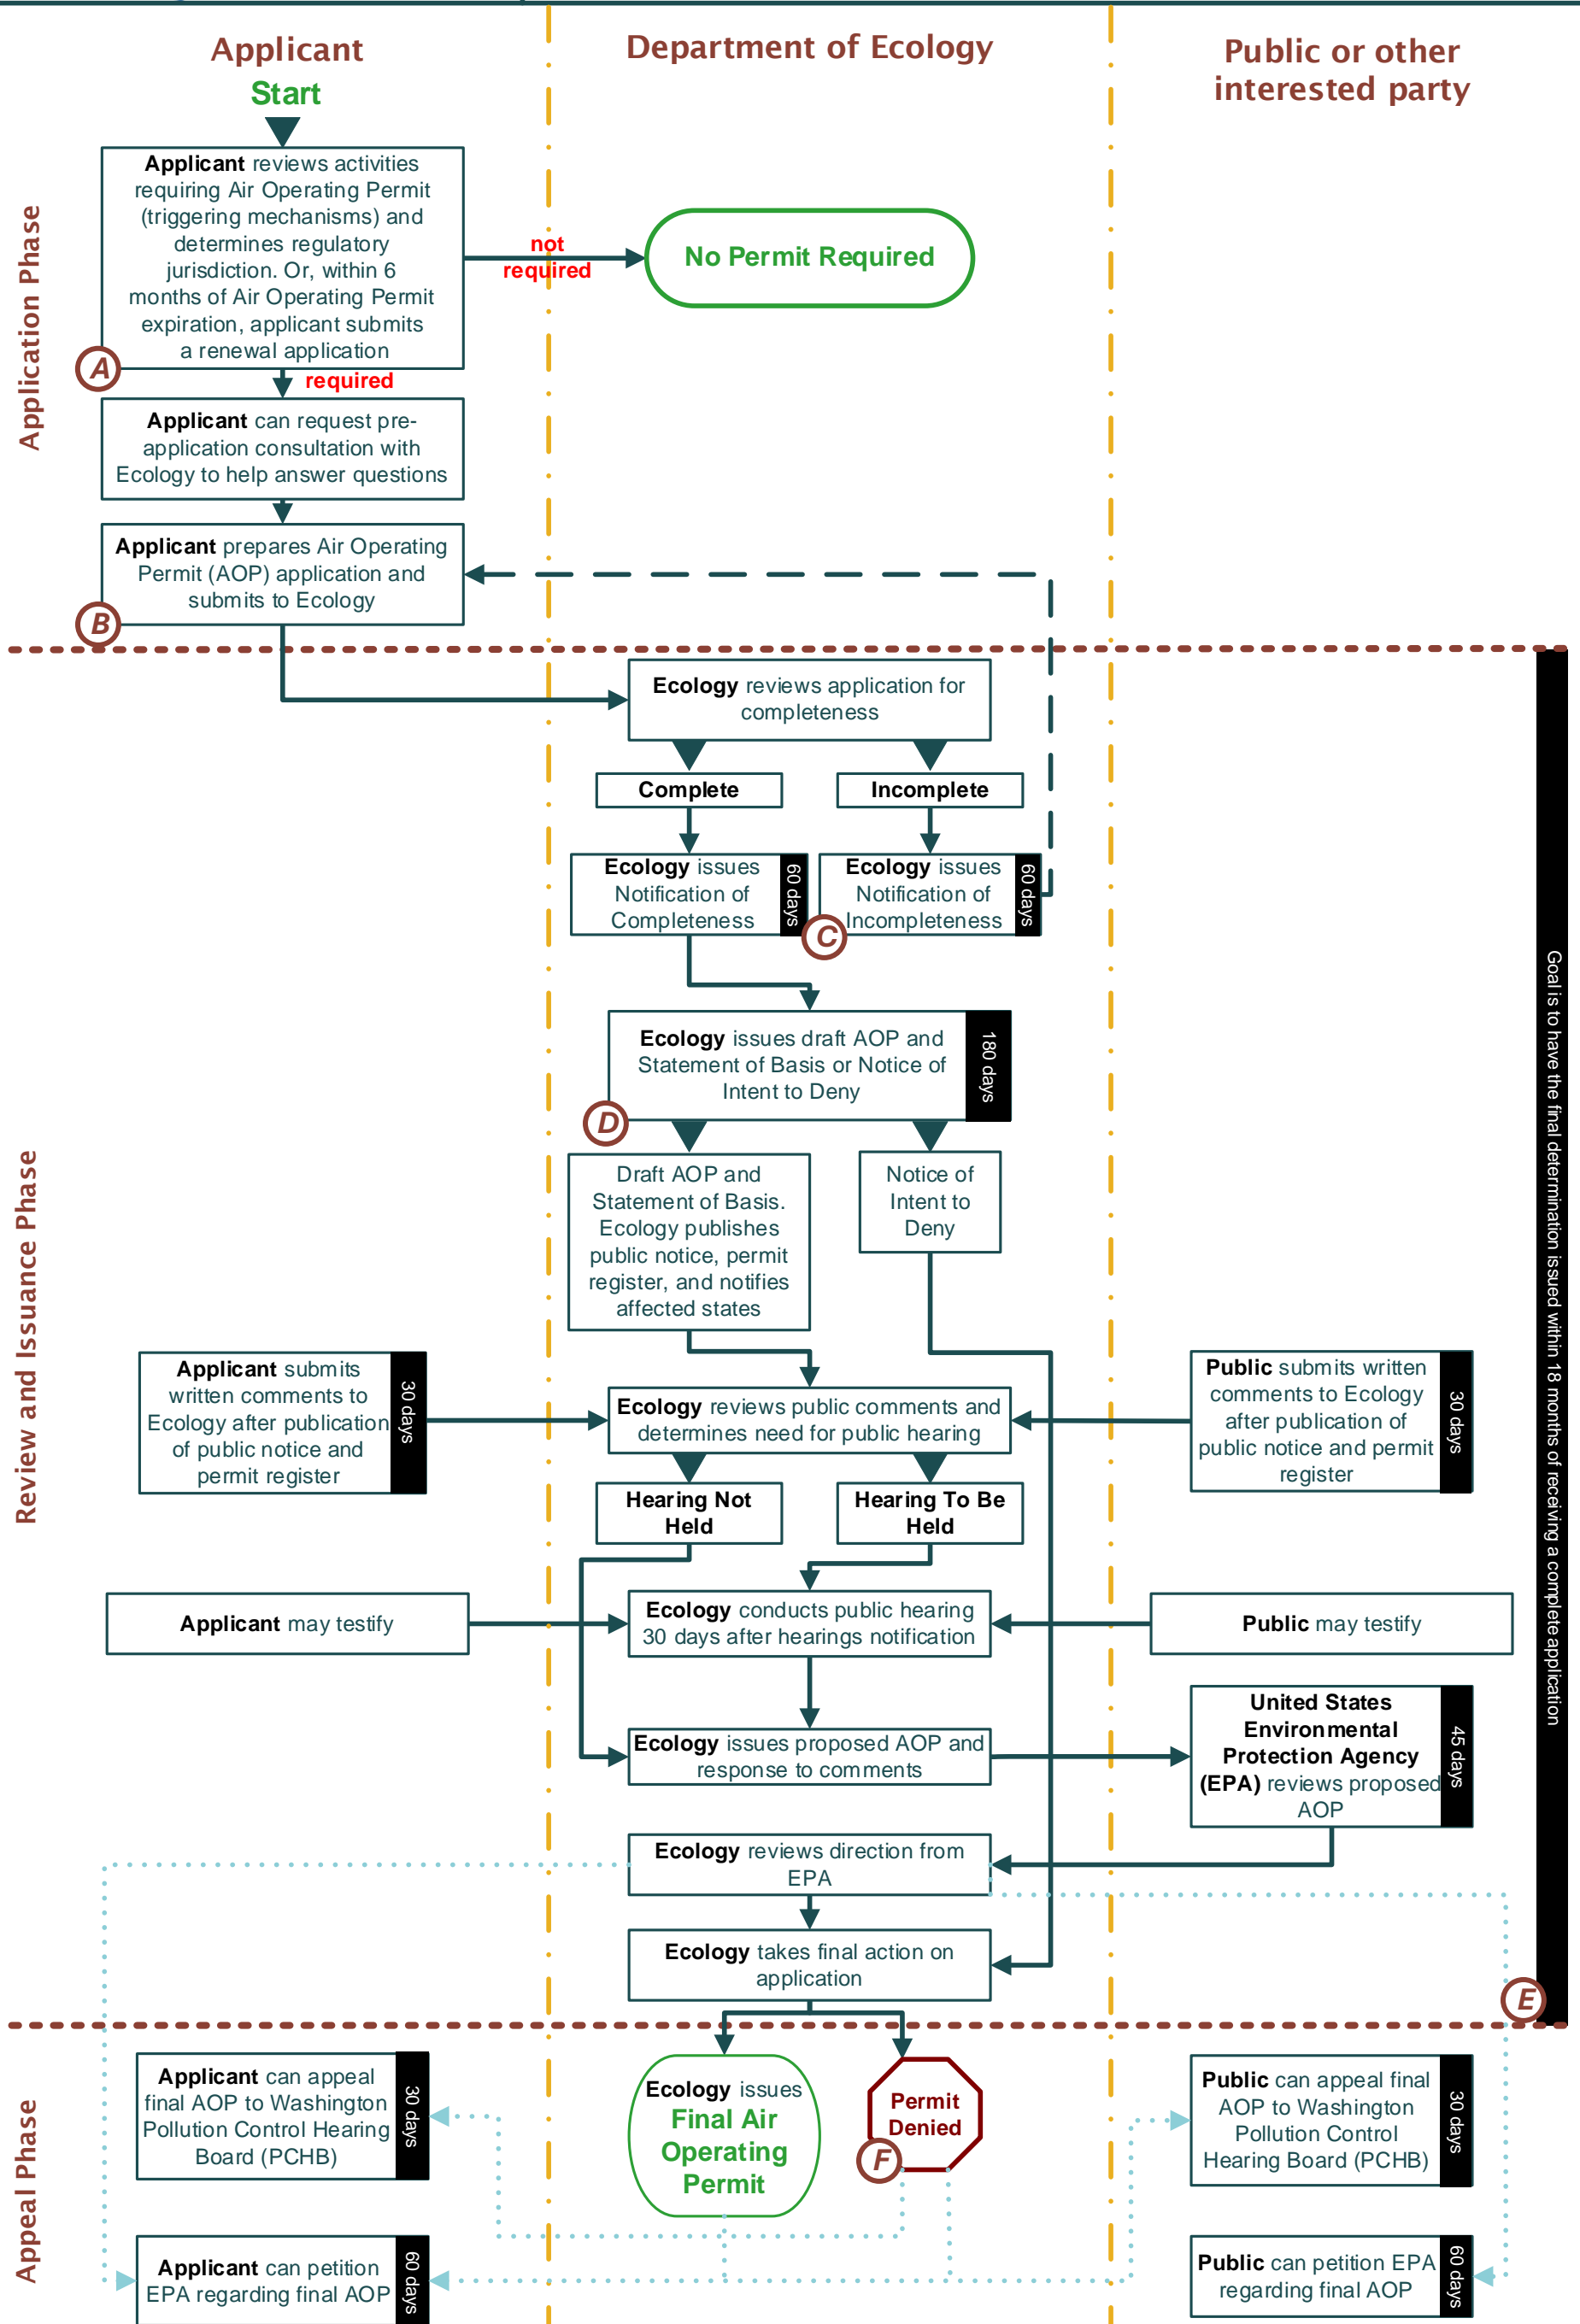 Applicant
Department of Ecology
Public or other
interested party
Start
Application Phase
Applicant reviews activities
requiring Air Operating Permit
(triggering mechanisms) and
determines regulatory
jurisdiction. Or, within 6
months of Air Operating Permit
expiration, applicant submits
a renewal application
A
not
required
No Permit Required
required
Applicant can request pre-
application consultation with
Ecology to help answer questions
Applicant prepares Air Operating
Permit (AOP) application and
submits to Ecology
B
Review and Issuance Phase
Ecology reviews application for
completeness
Complete
Incomplete
Ecology issues
Notification of
Completeness
60 days
Ecology issues
Notification of
Incompleteness
60 days
C
Ecology issues draft AOP and
Statement of Basis or Notice of
Intent to Deny
180 days
D
Draft AOP and
Statement of Basis.
Ecology publishes
public notice, permit
register, and notifies
affected states
Notice of
Intent to
Deny
Applicant submits
written comments to
Ecology after publication
of public notice and
permit register
30 days
Ecology reviews public comments and
determines need for public hearing
Public submits written
comments to Ecology
after publication of
public notice and permit
register
30 days
Hearing Not
Held
Hearing To Be
Held
Applicant may testify
Ecology conducts public hearing
30 days after hearings notification
Public may testify
Ecology issues proposed AOP and
response to comments
United States
Environmental
Protection Agency
(EPA) reviews proposed
AOP
45 days
Ecology reviews direction from
EPA
Ecology takes final action on
application
Goal is to have the final determination issued within 18 months of receiving a complete application
E
Appeal Phase
Applicant can appeal
final AOP to Washington
Pollution Control Hearing
Board (PCHB)
30 days
Ecology issues
Final Air
Operating
Permit
Permit
Denied
F
Public can appeal final
AOP to Washington
Pollution Control
Hearing Board (PCHB)
30 days
Applicant can petition
EPA regarding final AOP
60 days
Public can petition EPA
regarding final AOP
60 days